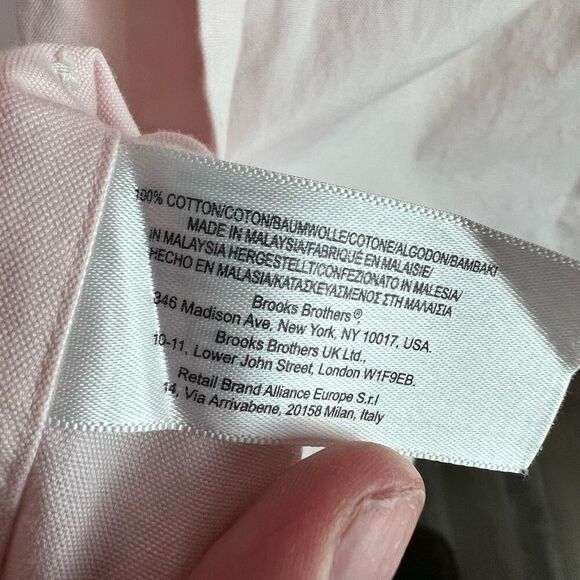 100% COTTON/COTON/BAUMWOLLE/COTONE/ALGODON/BAMBAKI
MADE IN MALAYSIA/FABRIQUÉ EN MALAISIE/
IN MALAYSIA HERGESTELLT/CONFEZIONATO IN MALESIA/
HECHO EN MALASIA/ΚΑΤΑΣΚΕΥΑΣΜΕΝΟΣ ΣΤΗ ΜΑΛΑΙΣΙΑ
Brooks Brothers®,
346 Madison Ave, New York, NY 10017, USA.
Brooks Brothers UK Ltd.,
10-11, Lower John Street, London W1F9EB.
Retail Brand Alliance Europe S.r.l
14, Via Arrivabene, 20158 Milan, Italy